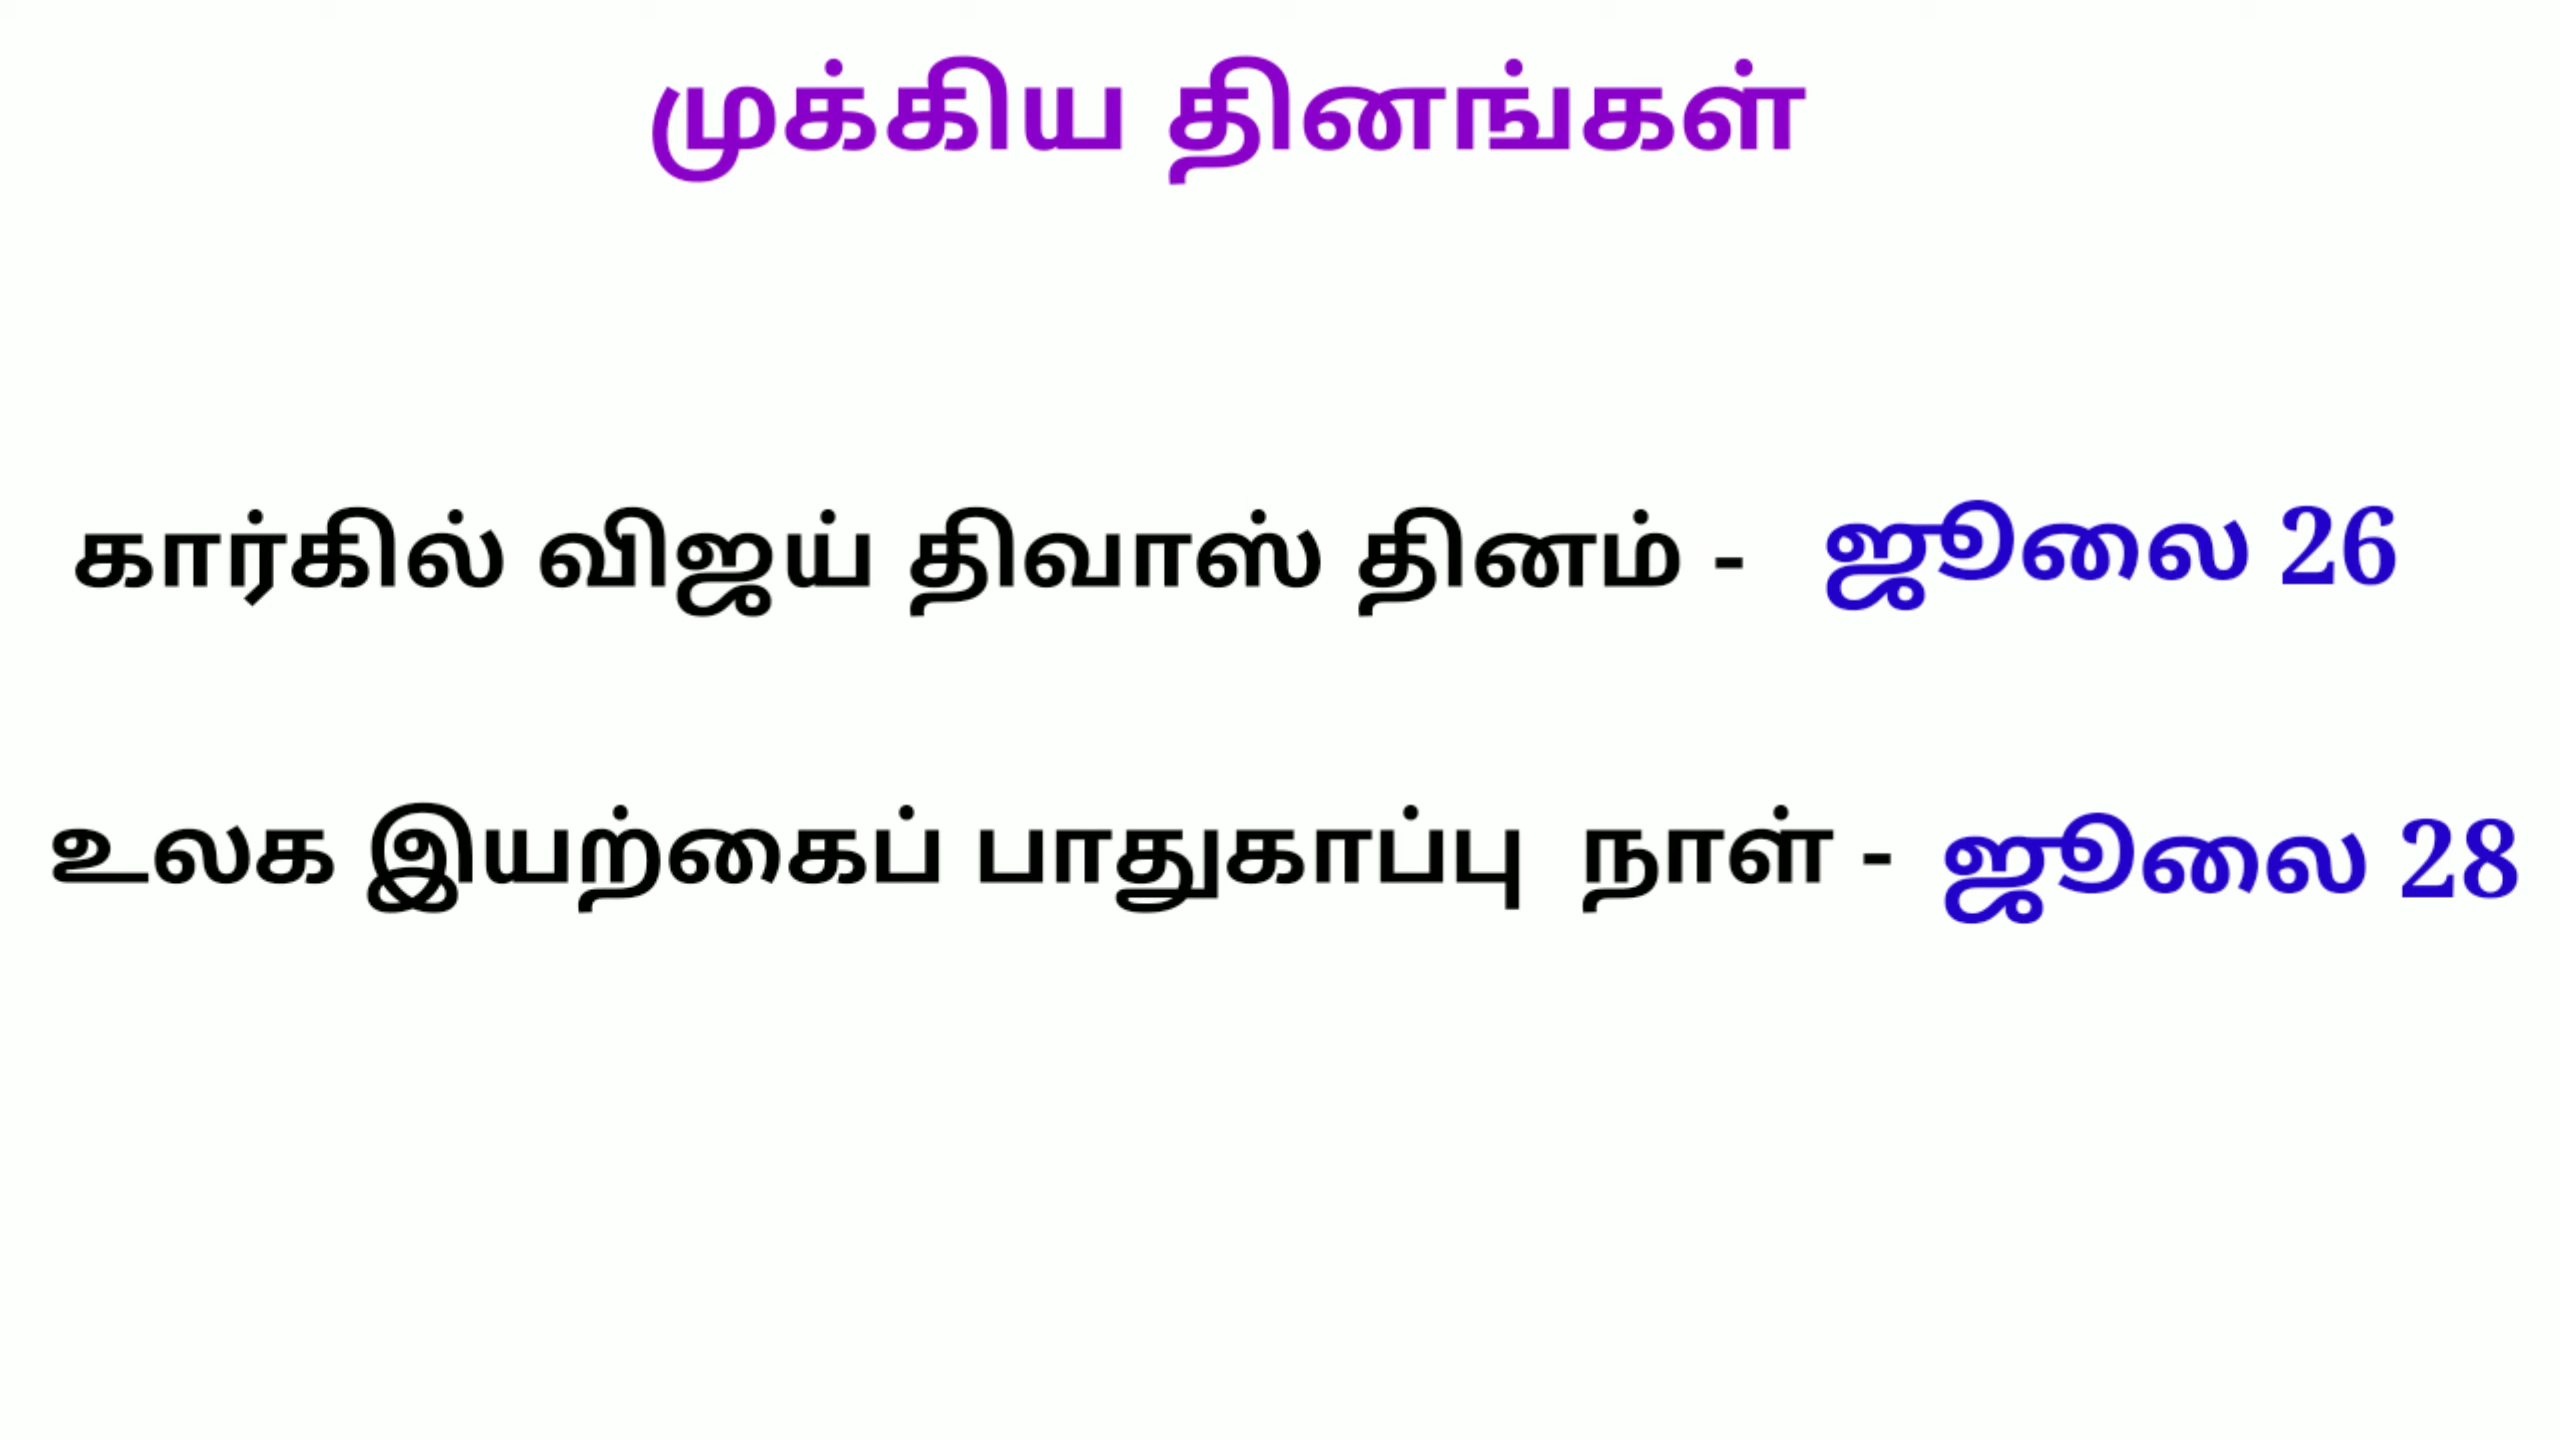 முக்கிய தினங்கள்
கார்கில் விஜய் திவாஸ் தினம் - ஜூலை 26
உலக இயற்கைப் பாதுகாப்பு நாள் - ஜூலை 28